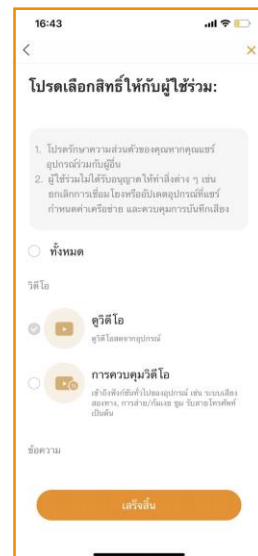 16:43
โปรดเลือกสิทธิ์ให้กับผู้ใช้ร่วม:
1. โปรดรักษาความส่วนตัวของคุณหากคุณแชร์
อุปกรณ์ร่วมกับผู้อื่น
2. ผู้ใช้ร่วมไม่ได้รับอนุญาตให้ทำสิ่งต่าง ๆ เช่น
ยกเลิกการเชื่อมโยงหรืออัปเดตอุปกรณ์ที่แชร์
กำหนดค่าเครือข่าย และควบคุมการบันทึกเสียง
ทั้งหมด
วิดีโอ
ดูวิดีโอ
ดูวิดีโอสดจากอุปกรณ์
การควบคุมวิดีโอ
เข้าถึงฟังก์ชันทั่วไปของอุปกรณ์ เช่น ระบบเสียง
สองทาง, การส่าย/ก้มเงย ซูม รับสายโทรศัพท์
เป็นต้น
ข้อความ
เสร็จสิ้น